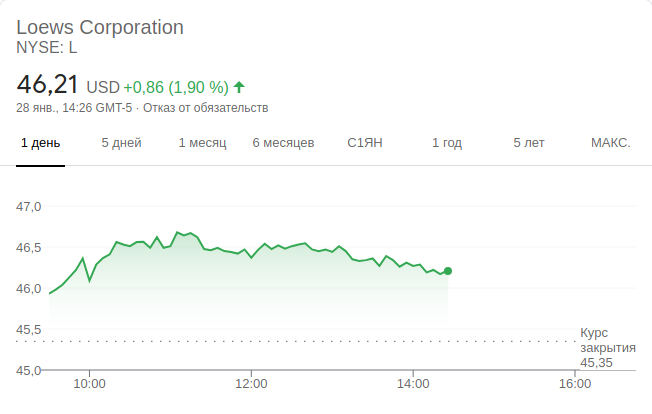 Loews Corporation
NYSE: L
46,21 USD +0,86 (1,90 %)
28 янв., 14:26 GMT-5 · Отказ от обязательств
1 день 5 дней 1 месяц 6 месяцев С1ЯН 1 год 5 лет МАКС.
47,0
46,5
46,0
45,5
Курс
закрытия
45,35
45,0
10:00 12:00 14:00 16:00